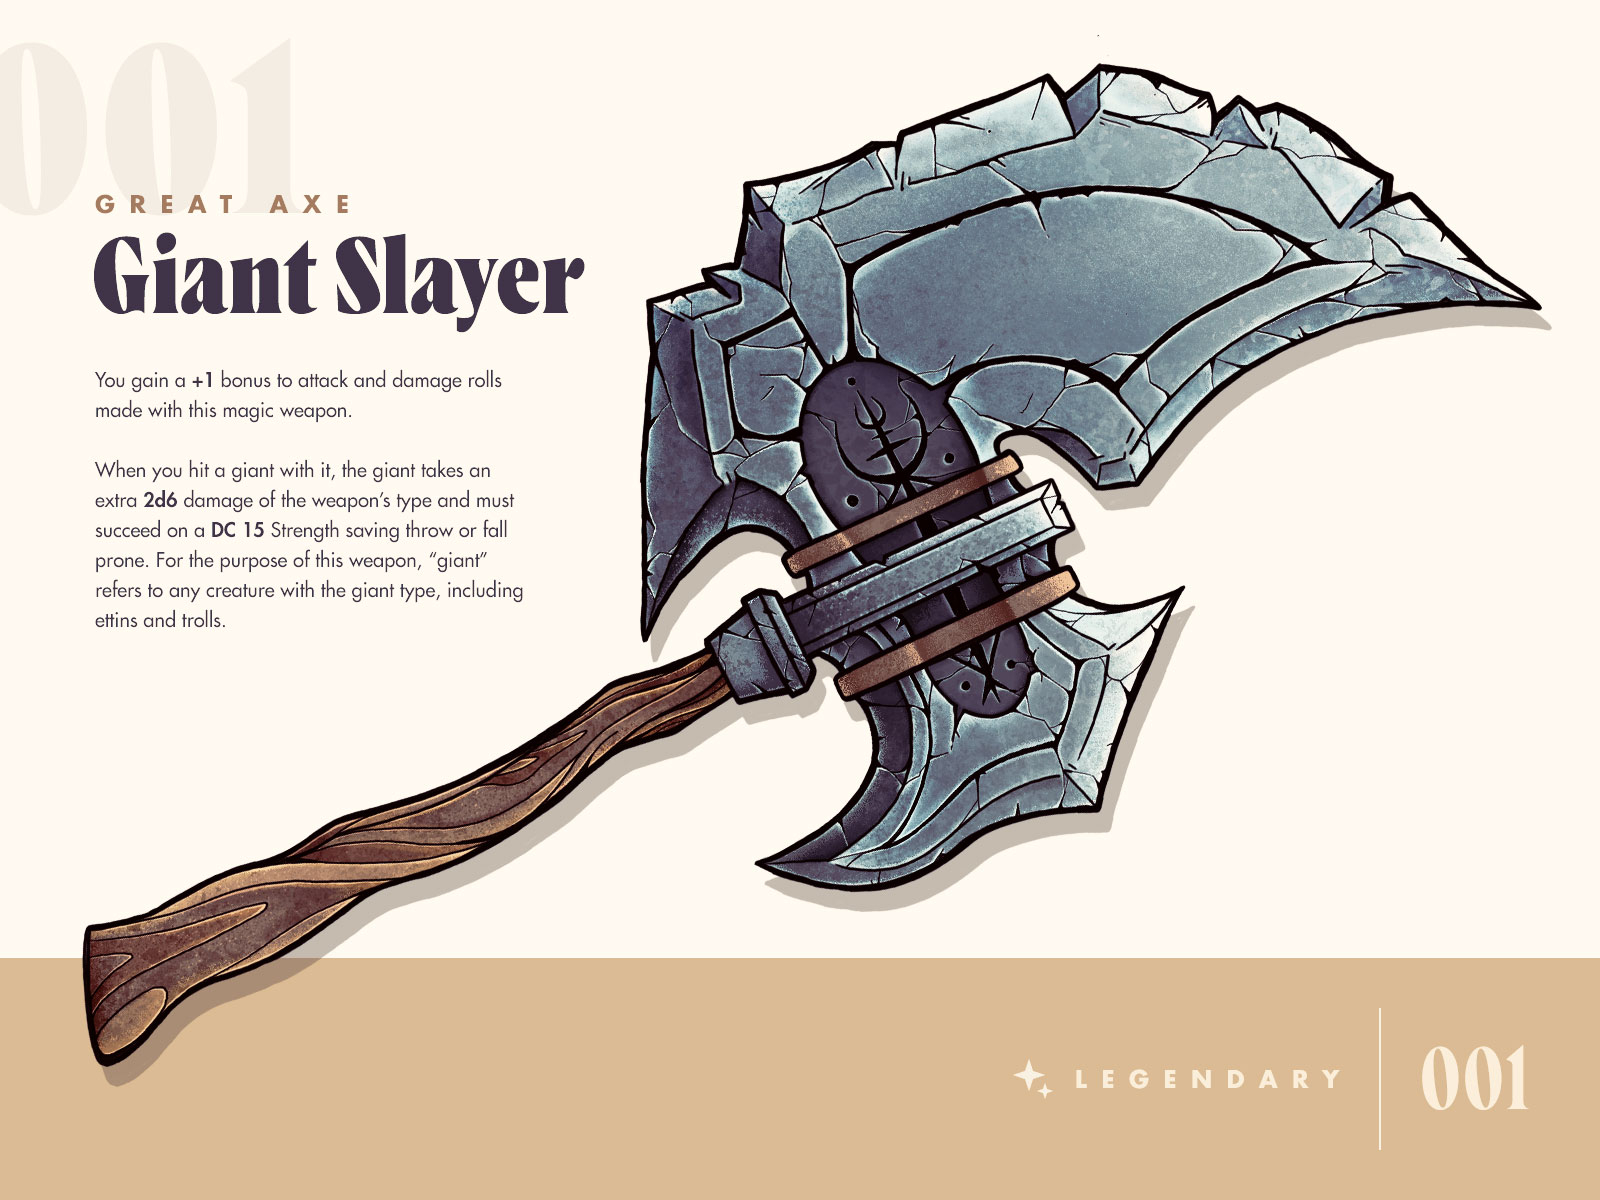 001
GREAT AXE
Giant Slayer
You gain a +1 bonus to attack and damage rolls
made with this magic weapon.
When you hit a giant with it, the giant takes an
extra 2d6 damage of the weapon’s type and must
succeed on a DC 15 Strength saving throw or fall
prone. For the purpose of this weapon, “giant”
refers to any creature with the giant type, including
ettins and trolls.
LEGENDARY
001